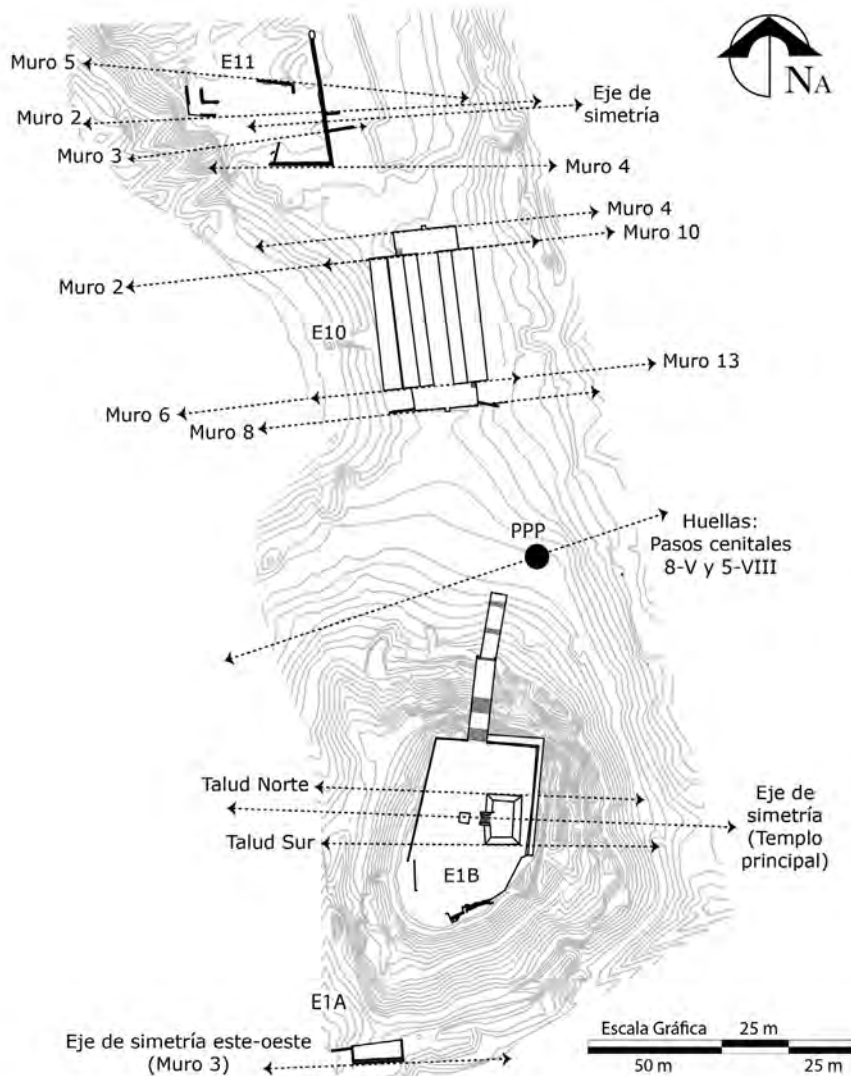 Muro 5
E11
NA
Eje de
simetría
Muro 2
Muro 3
Muro 4
Muro 4
Muro 10
Muro 2
E10
Muro 13
Muro 6
Muro 8
PPP
Huellas:
Pasos cenitales
8-V y 5-VIII
Talud Norte
Eje de
simetría
(Templo
principal)
Talud Sur
E1B
E1A
Eje de simetría este-oeste
(Muro 3)
Escala Gráfica
25 m
50 m
25 m